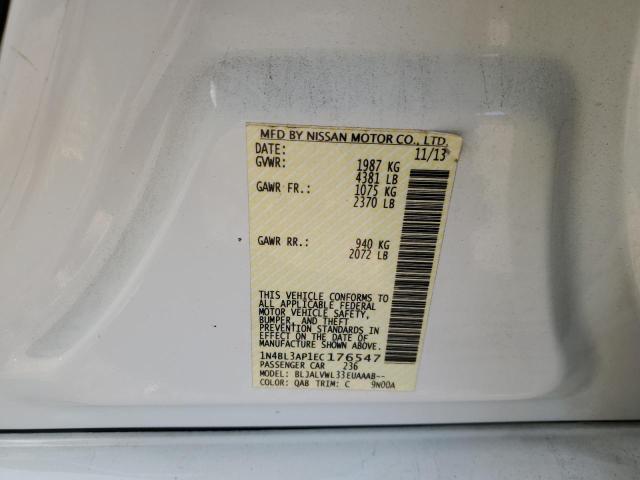 MFD BY NISSAN MOTOR CO., LTD.
DATE: 11/13
GVWR: 1987 KG
4381 LB
GAWR FR.: 1075 KG
2370 LB
GAWR RR.: 940 KG
2072 LB
THIS VEHICLE CONFORMS TO
ALL APPLICABLE FEDERAL
MOTOR VEHICLE SAFETY,
BUMPER, AND THEFT
PREVENTION STANDARDS IN
EFFECT ON THE DATE OF
MANUFACTURE SHOWN ABOVE.
1N4BL3AP1EC176547
PASSENGER CAR 236
MODEL: BLJALVWL33EUAAAB--
COLOR: QAB TRIM: C 9N00A